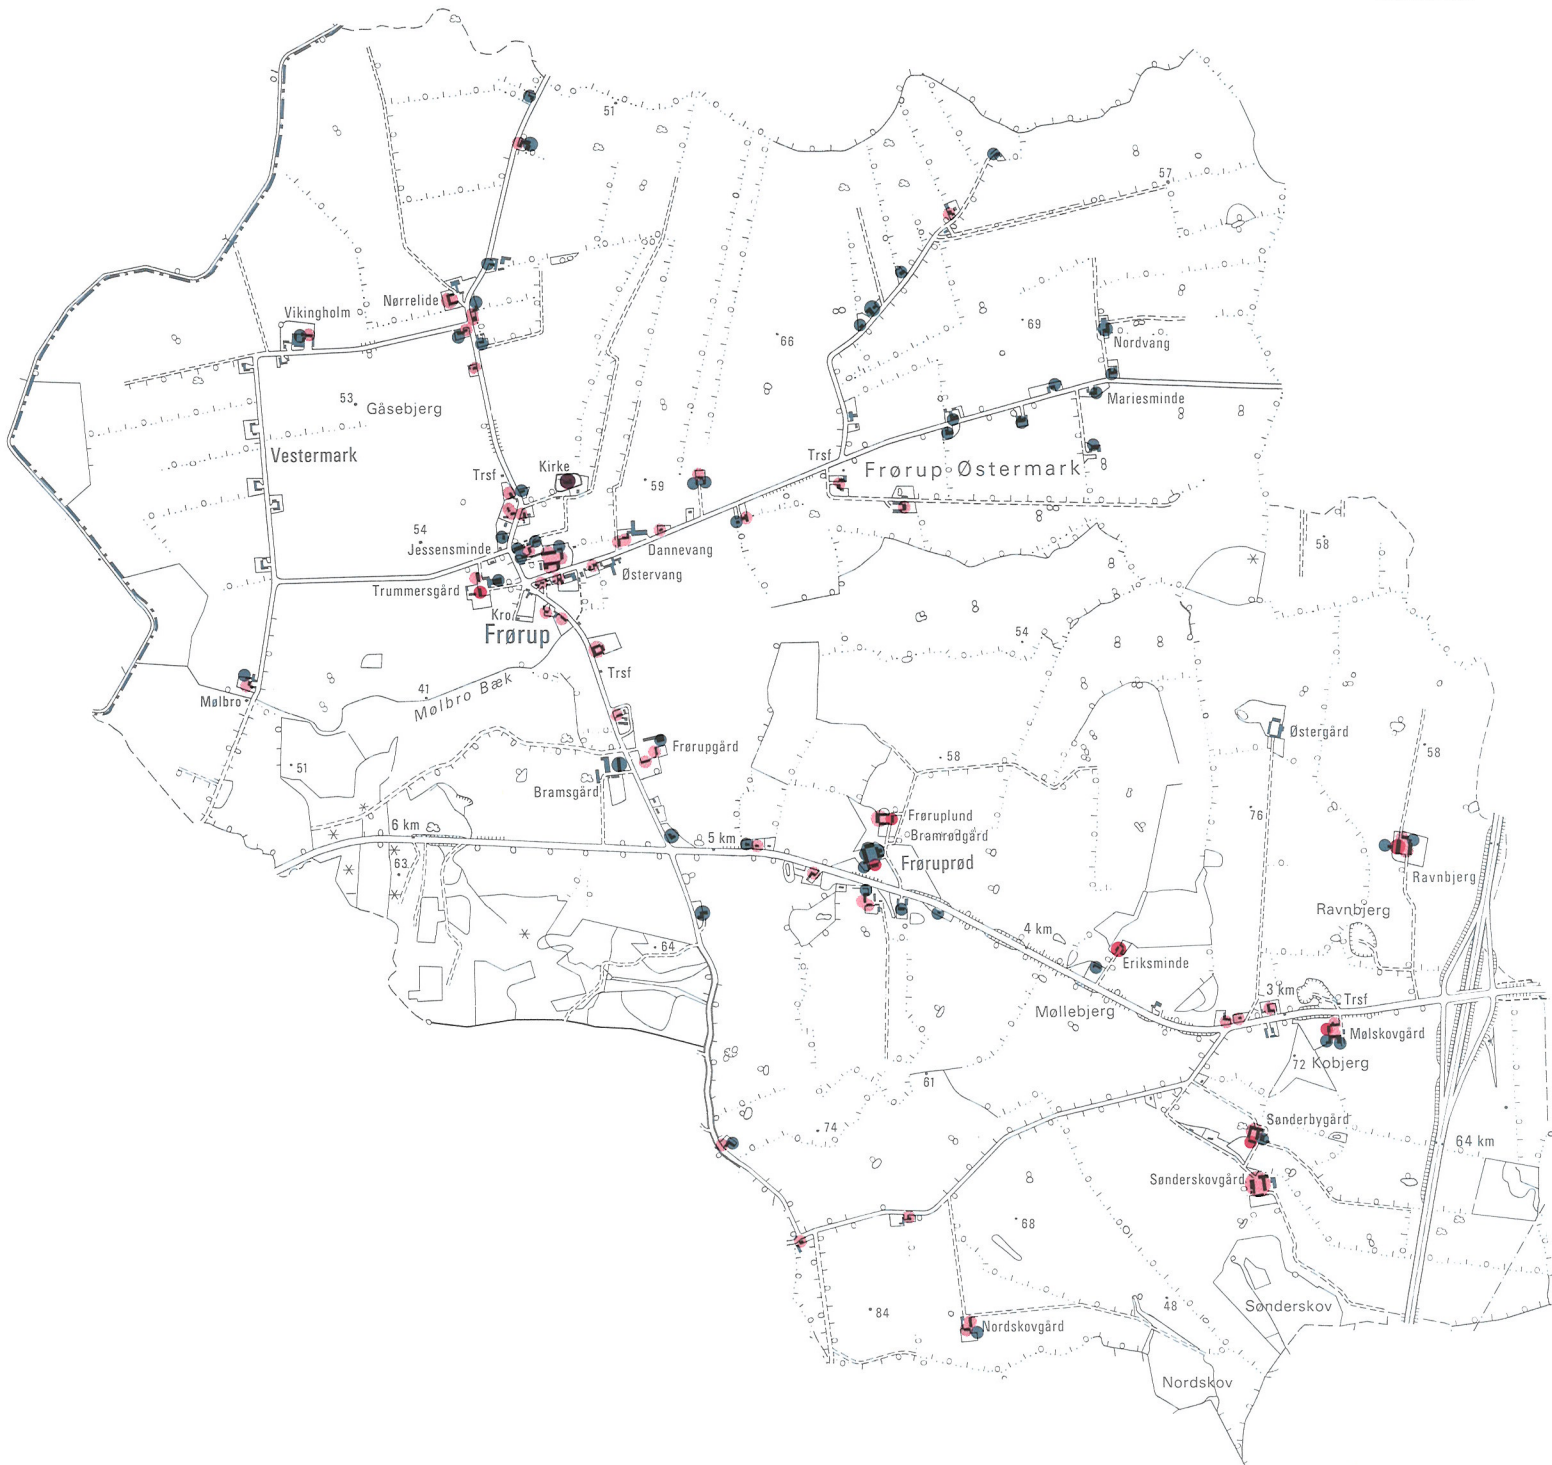 10
51
57
Nørrelide
Vikingholm
69
66
Nordvang
53
Gåsebjerg
Mariesminde
Vestermark
Trsf
Trsf
Kirke
Frørup Østermark
59
54
Jessensminde
Dannevang
58
Østervang
Trummersgård
Kro
Frørup
54
Trsf
41
Mølbro Bæk
Mølbro
Østergård
Frørupgård
58
58
51
Bramsgård
76
Frøruplund
6 km
5 km
Bramrødgård
Frøruprød
63
Ravnbjerg
Ravnbjerg
4 km
64
Eriksminde
3 km
Trsf
Møllebjerg
Mølskovgård
72
Kobjerg
61
Sønderbygård
74
64 km
Sønderskovgård
68
84
48
Sønderskov
Nordskovgård
Nordskov